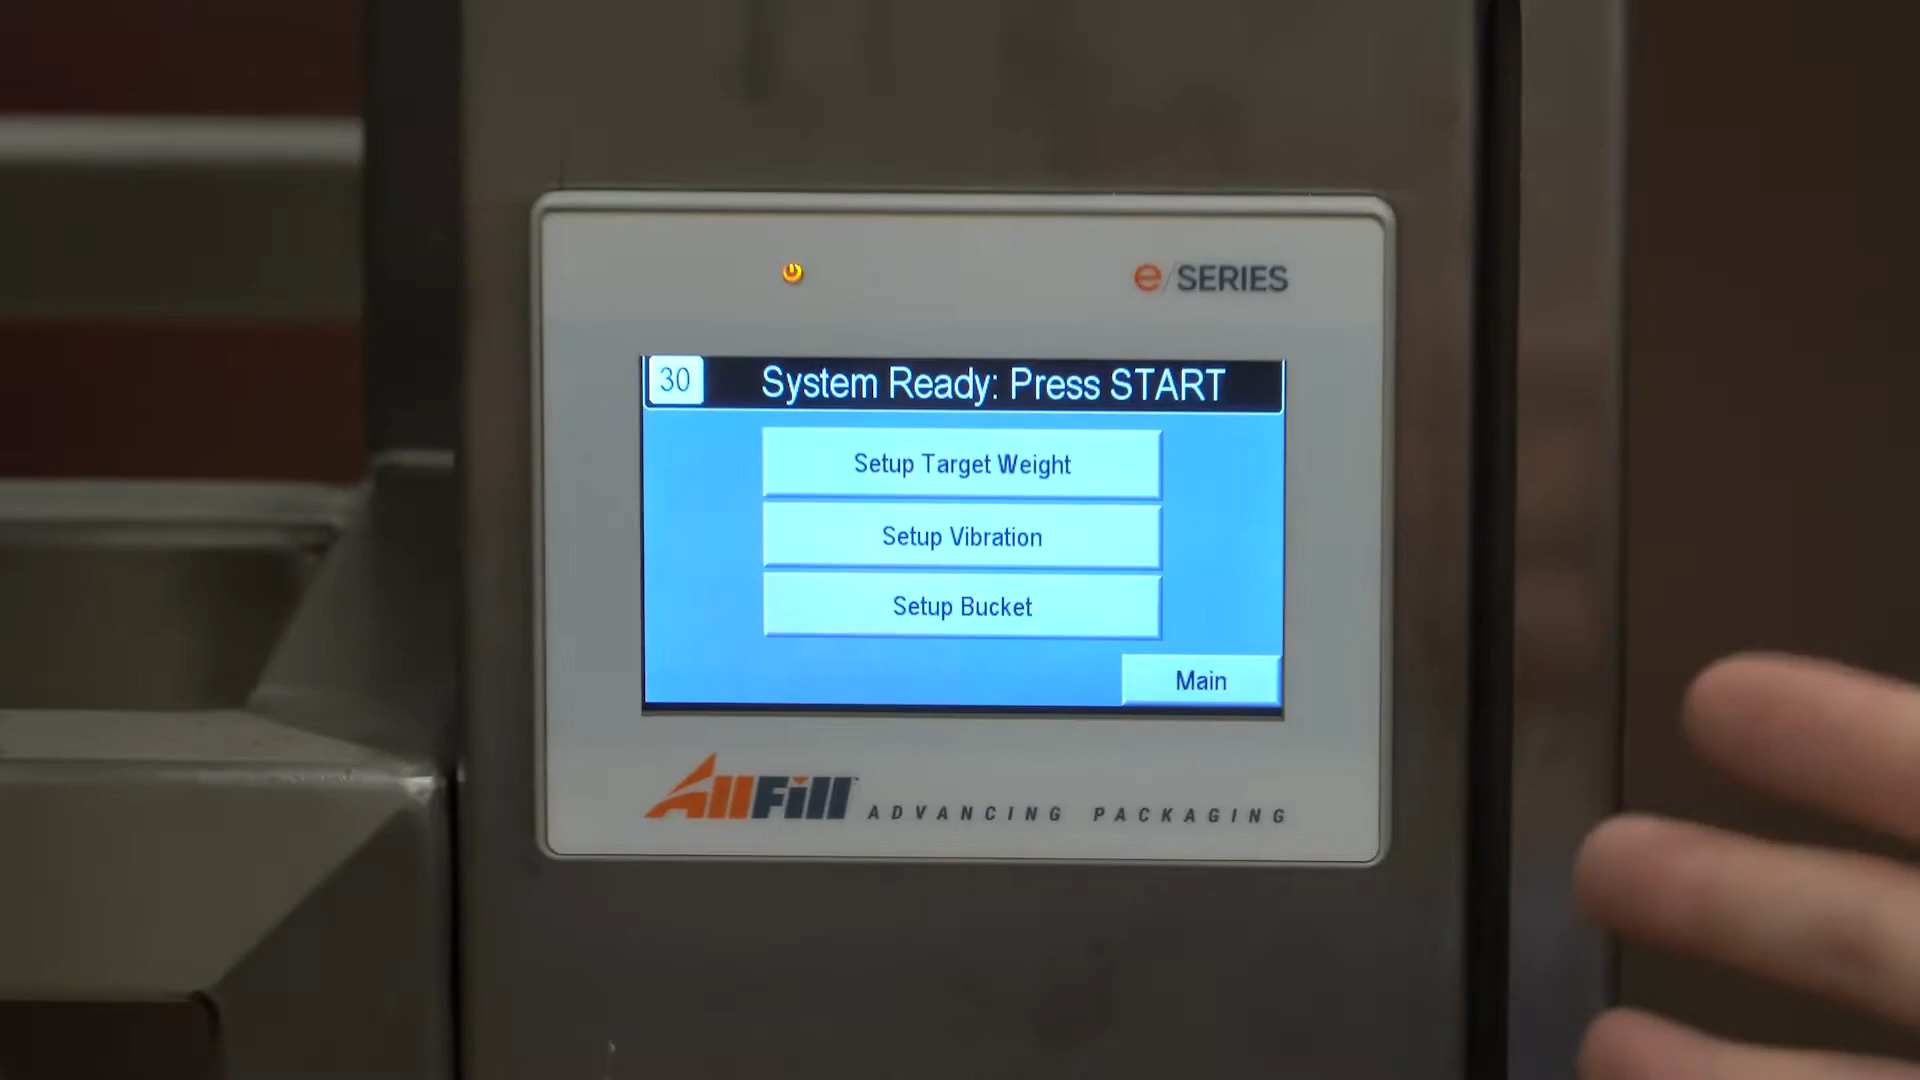 e/SERIES
30 System Ready: Press START
Setup Target Weight
Setup Vibration
Setup Bucket
Main
AllFill ADVANCING PACKAGING